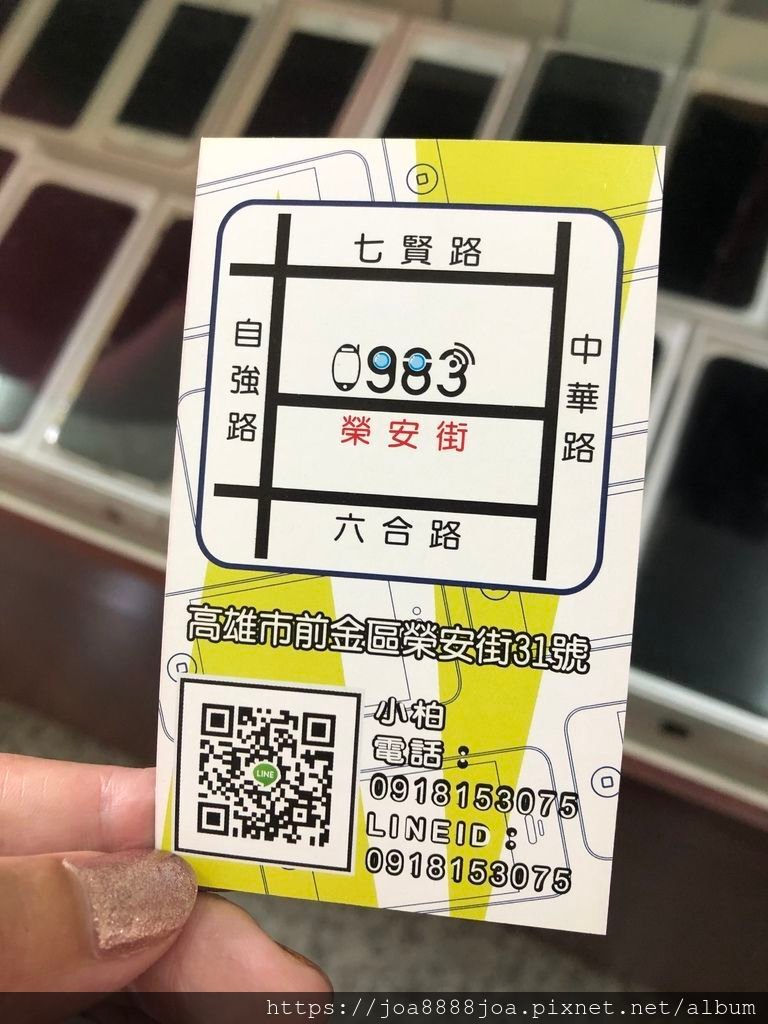 七賢路
自強路
中華路
983
榮安街
六合路
高雄市前金區榮安街31號
LINE
小柏
電話：
0918153075
LINEID：
0918153075
https://joa8888joa.pixnet.net/album